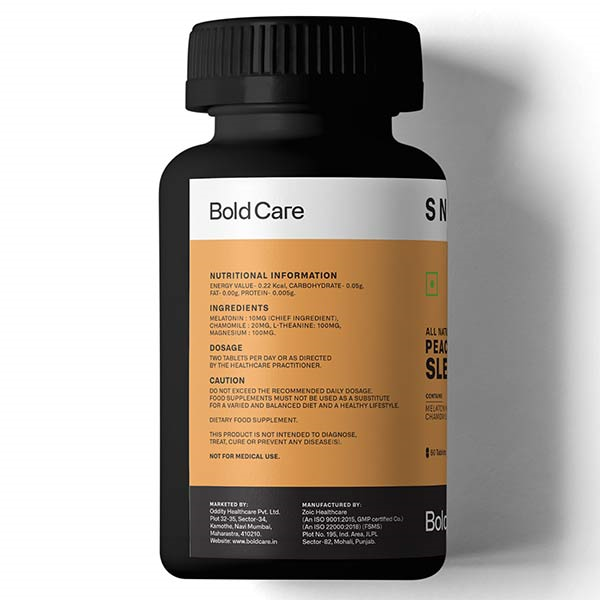 Bold Care
SN
NUTRITIONAL INFORMATION
ENERGY VALUE- 0.22 Kcal, CARBOHYDRATE- 0.05g,
FAT- 0.00g, PROTEIN- 0.005g.
INGREDIENTS
MELATONIN : 10MG (CHIEF INGREDIENT),
CHAMOMILE : 20MG, L-THEANINE: 100MG,
MAGNESIUM : 100MG.
DOSAGE
TWO TABLETS PER DAY OR AS DIRECTED
BY THE HEALTHCARE PRACTITIONER.
CAUTION
DO NOT EXCEED THE RECOMMENDED DAILY DOSAGE.
FOOD SUPPLEMENTS MUST NOT BE USED AS A SUBSTITUTE
FOR A VARIED AND BALANCED DIET AND A HEALTHY LIFESTYLE.
DIETARY FOOD SUPPLEMENT.
THIS PRODUCT IS NOT INTENDED TO DIAGNOSE,
TREAT, CURE OR PREVENT ANY DISEASE(S).
NOT FOR MEDICAL USE.
ALL NATU
PEAC
SLE
CONTAINS
MELATON
CHAMOM
60 Tablets
MARKETED BY:
Oddity Healthcare Pvt. Ltd.
Plot 32-35, Sector-34,
Kamothe, Navi Mumbai,
Maharastra, 410210.
Website: www.boldcare.in
MANUFACTURED BY:
Zoic Healthcare
(An ISO 9001:2015, GMP certified Co.)
(An ISO 22000:2018) (FSMS)
Plot No. 195, Ind. Area, JLPL
Sector-82, Mohali, Punjab.
Bold